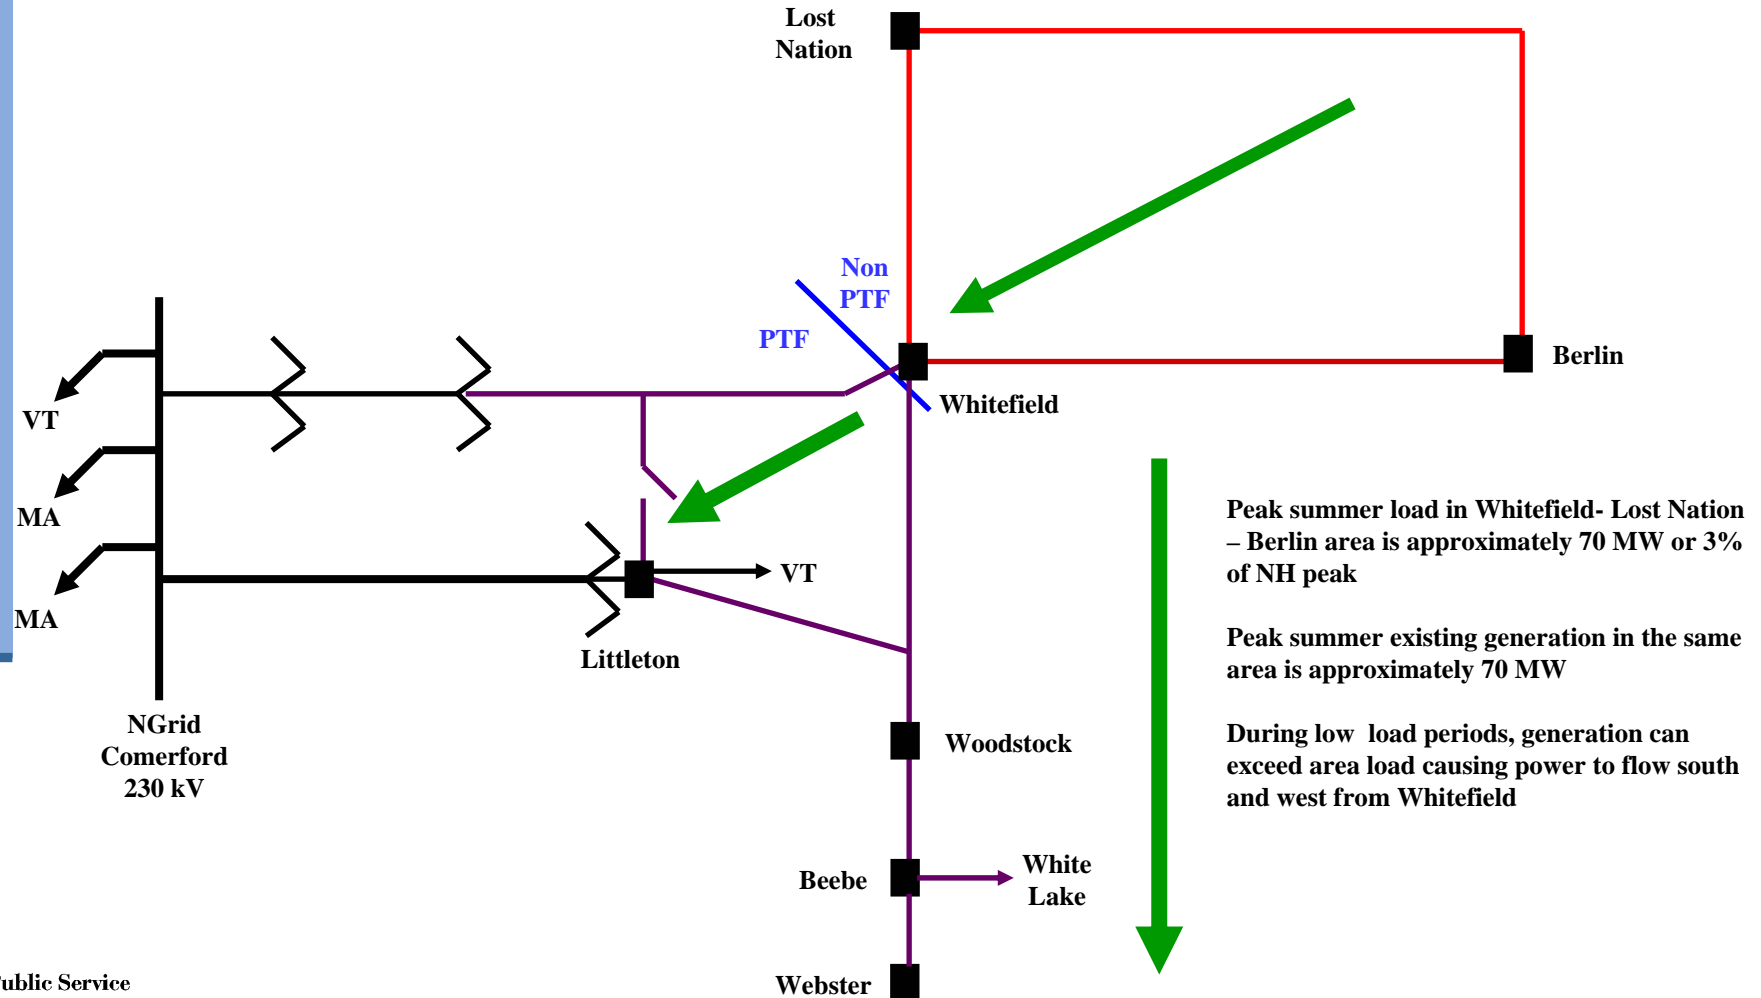 Lost
Nation
Non
PTF
PTF
Berlin
Whitefield
VT
MA
MA
VT
Littleton
NGrid
Comerford
230 kV
Woodstock
Beebe
White
Lake
Webster
Peak summer load in Whitefield- Lost Nation
– Berlin area is approximately 70 MW or 3%
of NH peak
Peak summer existing generation in the same
area is approximately 70 MW
During low  load periods, generation can
exceed area load causing power to flow south
and west from Whitefield
Public Service